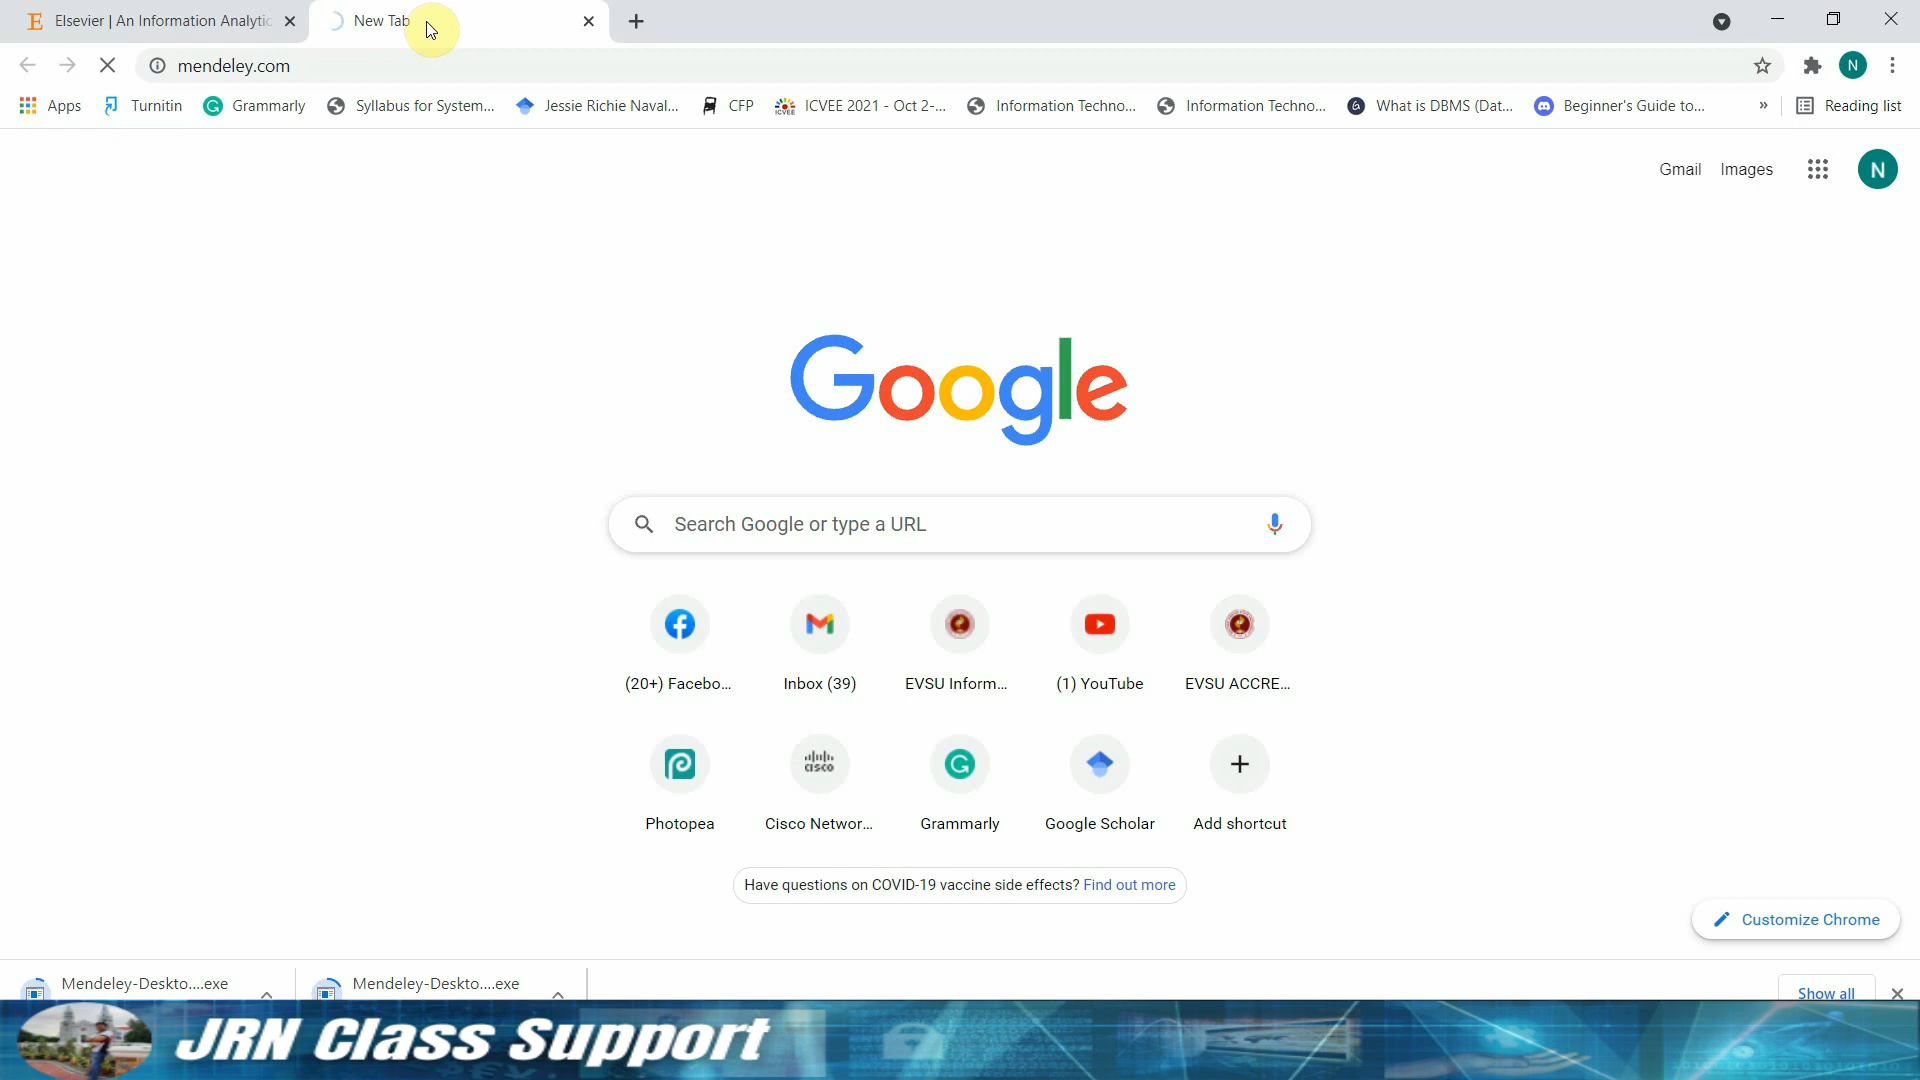 Elsevier | An Information Analytic
New Tab
mendeley.com
N
Apps
Turnitin
Grammarly
Syllabus for System...
Jessie Richie Naval...
CFP
ICVEE 2021 - Oct 2-...
Information Techno...
Information Techno...
What is DBMS (Dat...
Beginner's Guide to...
»
Reading list
Gmail
Images
N
Google
Search Google or type a URL
(20+) Facebo...
Inbox (39)
EVSU Inform...
(1) YouTube
EVSU ACCRE...
Photopea
Cisco Networ...
Grammarly
Google Scholar
Add shortcut
Have questions on COVID-19 vaccine side effects? Find out more
Customize Chrome
Mendeley-Deskto....exe
Mendeley-Deskto....exe
Show all
JRN Class Support